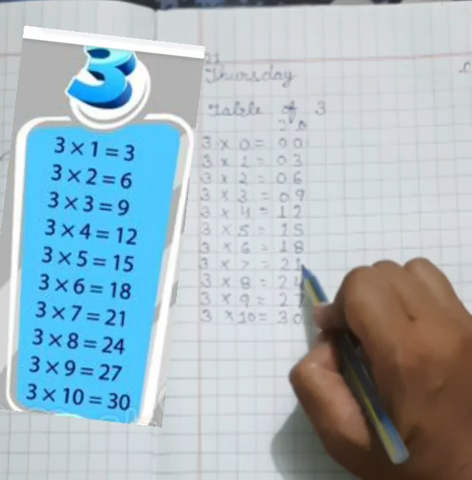 3
3 × 1 = 3
3 × 2 = 6
3 × 3 = 9
3 × 4 = 12
3 × 5 = 15
3 × 6 = 18
3 × 7 = 21
3 × 8 = 24
3 × 9 = 27
3 × 10 = 30
21
Thursday
Table of 3
3 × 0 = 00
3 × 1 = 03
3 × 2 = 06
3 × 3 = 09
3 × 4 = 12
3 × 5 = 15
3 × 6 = 18
3 × 7 = 21
3 × 8 = 24
3 × 9 = 27
3 × 10 = 30